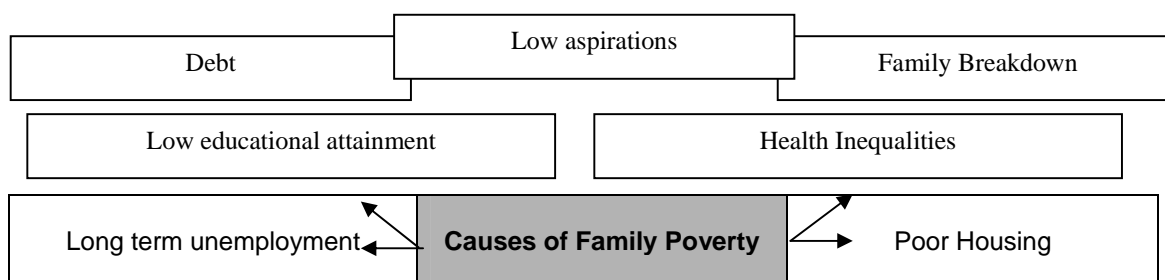 Low aspirations
Debt
Family Breakdown
Low educational attainment
Health Inequalities
Long term unemployment
Causes of Family Poverty
Poor Housing